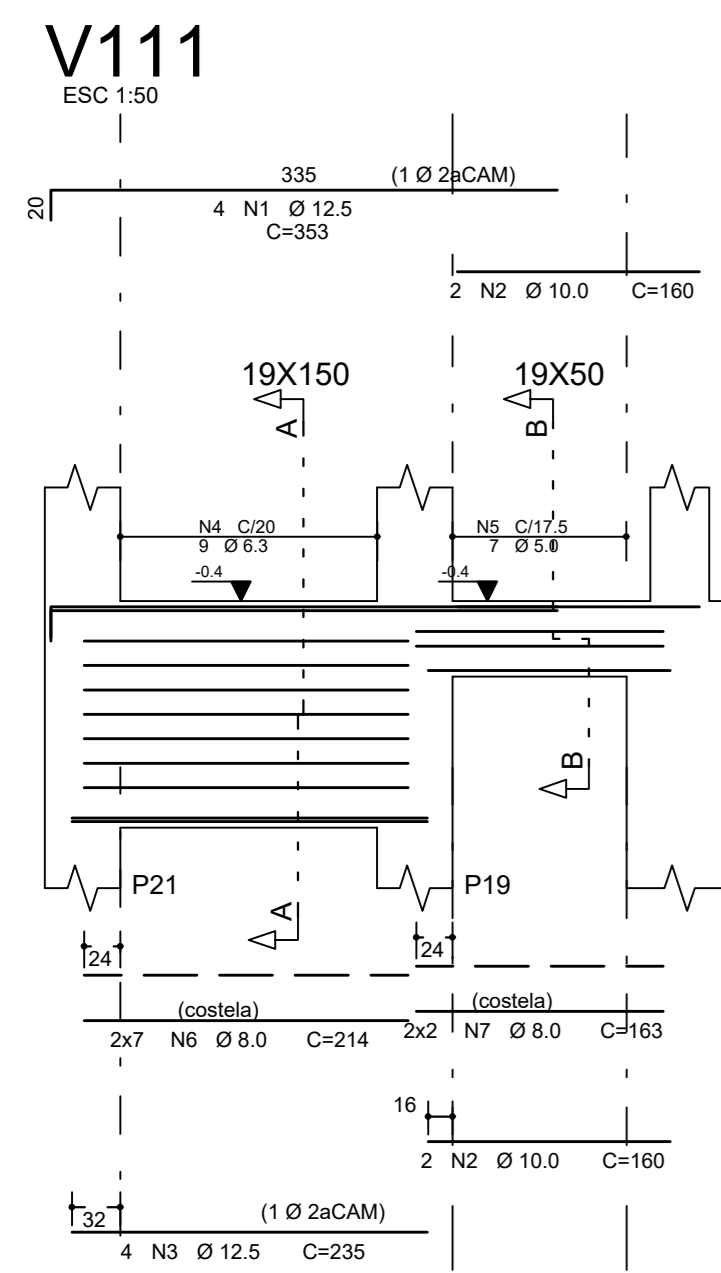 V111
ESC 1:50
335 (1 Ø 2aCAM)
20
4 N1 Ø 12.5
C=353
2 N2 Ø 10.0 C=160
19X150 19X50
A B
N4 C/20 N5 C/17.5
9 Ø 6.3 7 Ø 5.0
-0.4 -0.4
B
P21 P19
A
24 24
(costela) (costela)
2x7 N6 Ø 8.0 C=214 2x2 N7 Ø 8.0 C=163
16
2 N2 Ø 10.0 C=160
32 (1 Ø 2aCAM)
4 N3 Ø 12.5 C=235